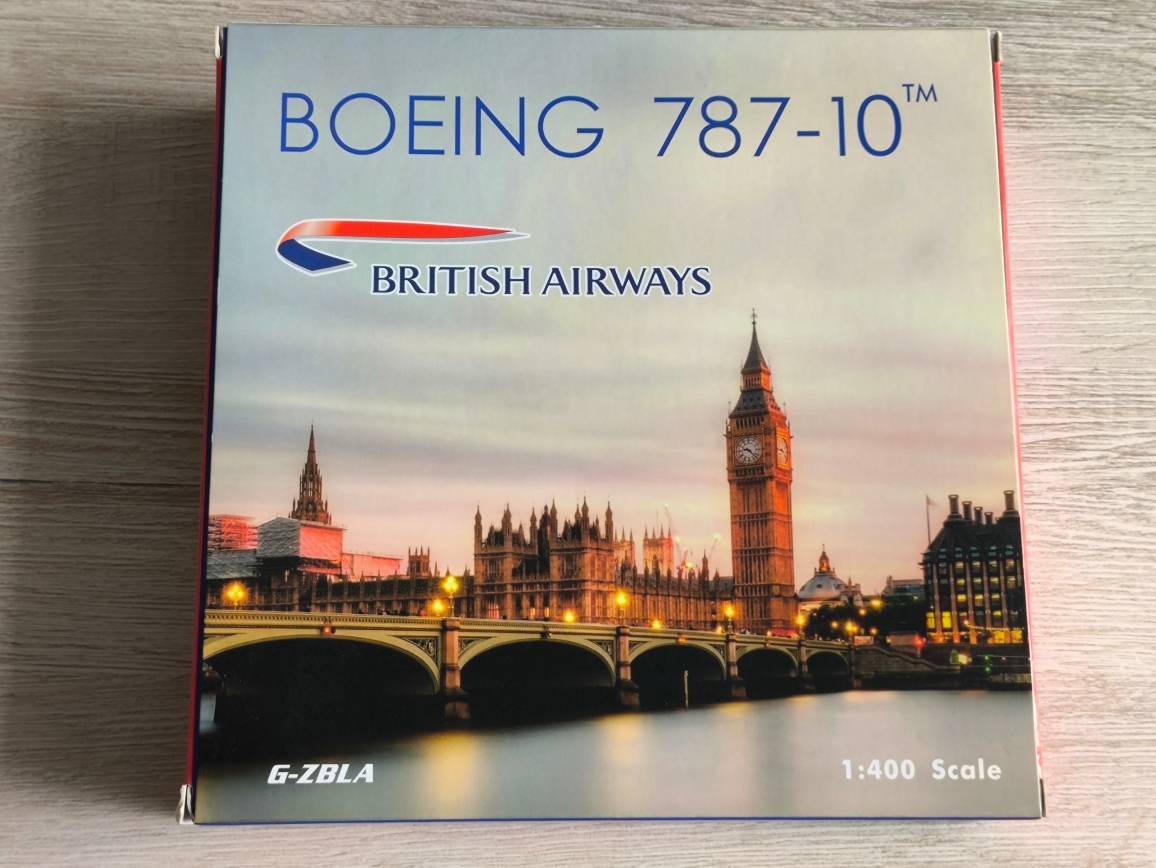 BOEING 787-10™
BRITISH AIRWAYS
G-ZBLA
1:400 Scale